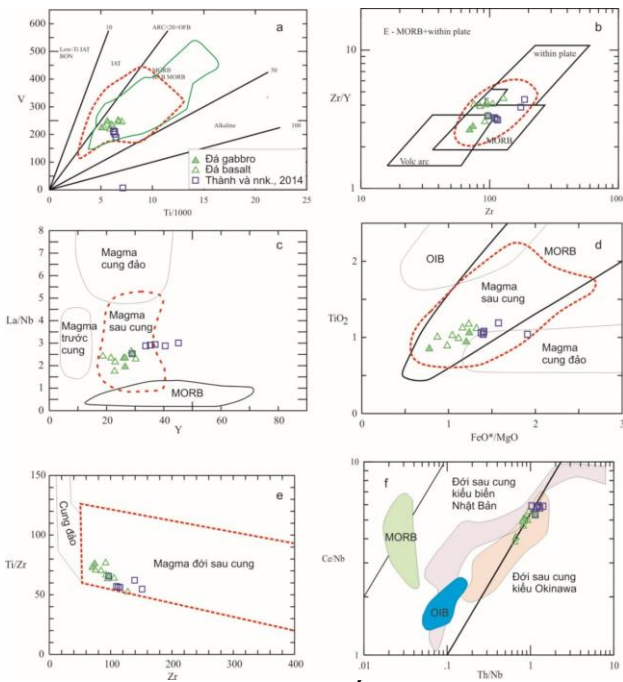 a
600
500
400
V
300
200
100
0
0
5
10
15
20
25
Ti/1000
Low-Ti IAT
BON
10
ARC<20>OFB
IAT
MORB
BAB MORB
50
Alkaline
100
Đá gabbro
Đá basalt
Thành và nnk., 2014
b
E - MORB+within plate
10
Zr/Y
1
10
100
1000
Zr
within plate
MORB
Volc arc
c
8
7
6
5
La/Nb
4
3
2
1
0
0
20
40
60
80
Y
Magma
cung đảo
Magma
trước
cung
Magma
sau cung
MORB
d
2
TiO2
1
0
0
1
2
3
FeO*/MgO
OIB
MORB
Magma
sau cung
Magma
cung đảo
e
150
100
Ti/Zr
50
0
0
100
200
300
400
Zr
Cung đảo
Magma đới sau cung
f
10
Ce/Nb
1
.01
.1
1
10
Th/Nb
Đới sau cung
kiểu biển
Nhật Bản
MORB
OIB
Đới sau cung
kiểu Okinawa